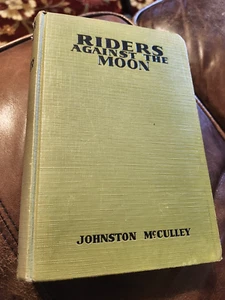 RIDERS
AGAINST THE
MOON
JOHNSTON McCULLEY